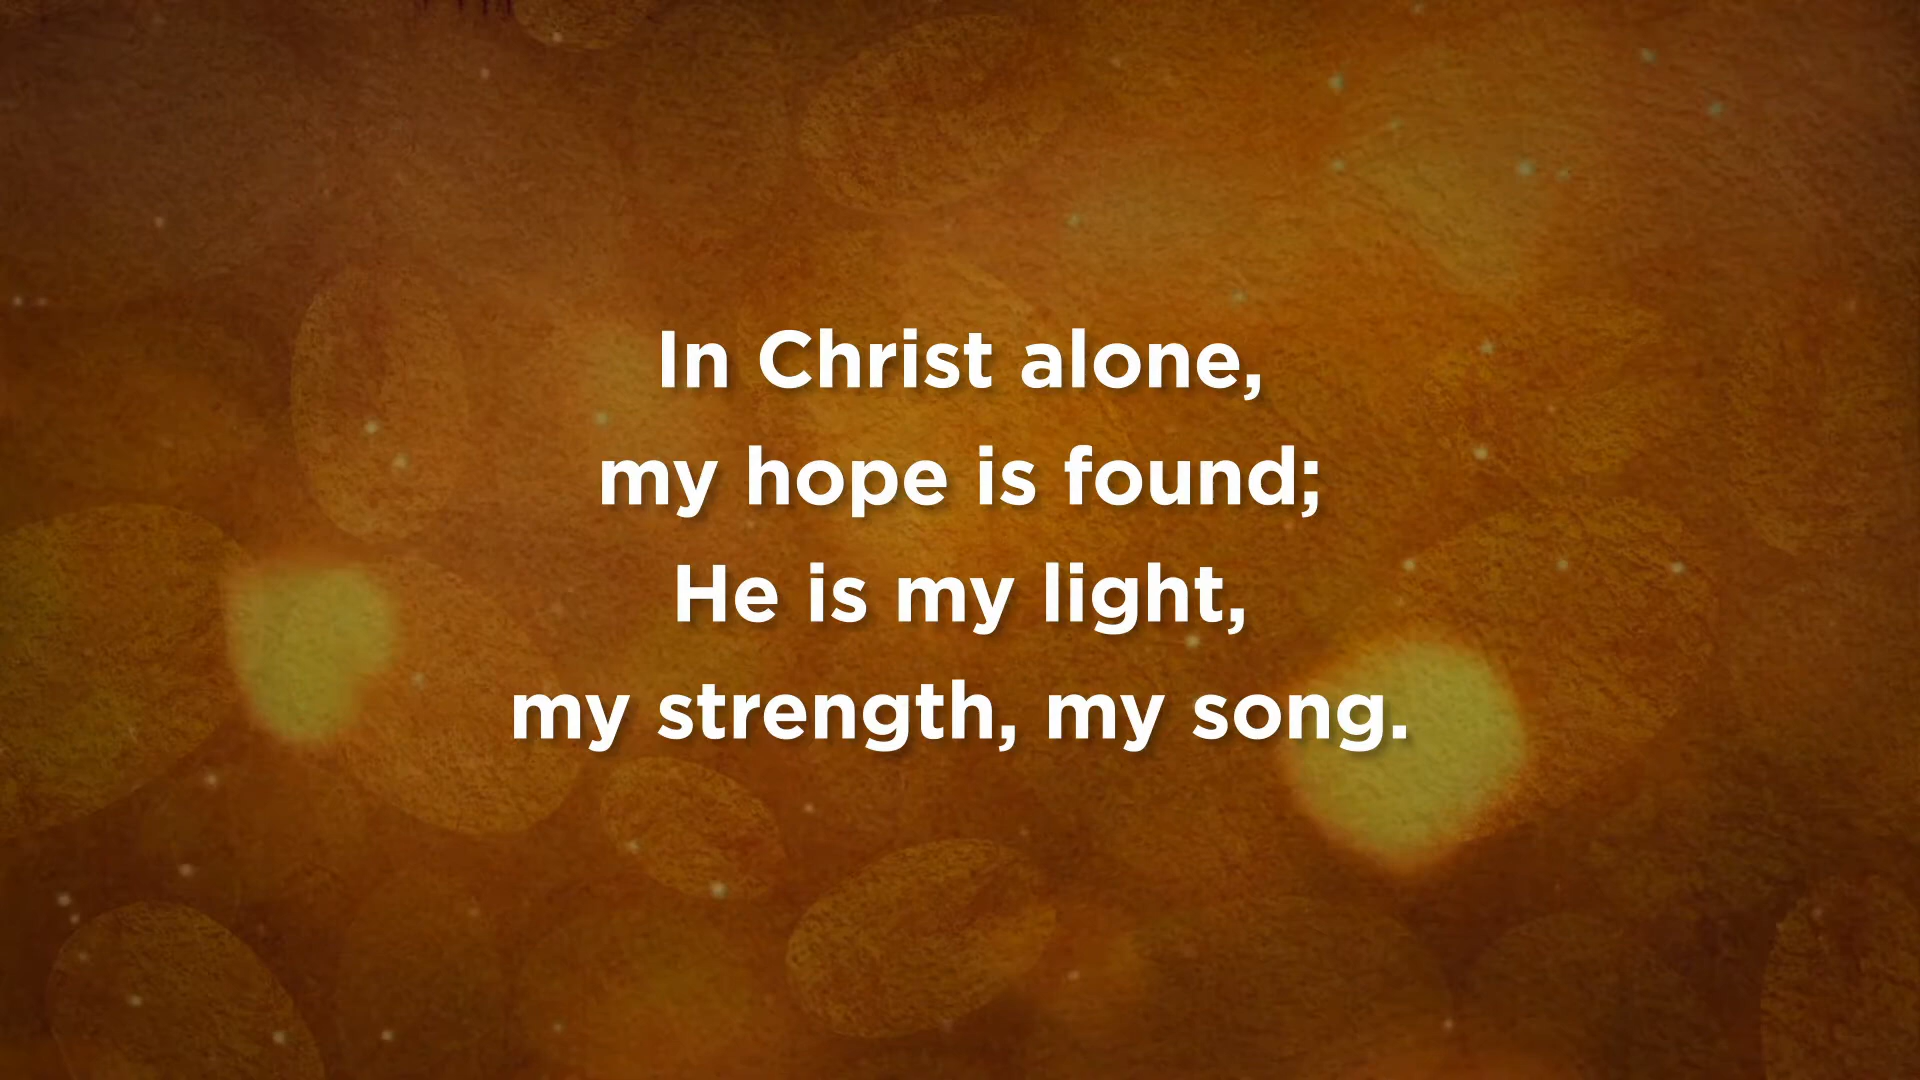 In Christ alone,
my hope is found;
He is my light,
my strength, my song.